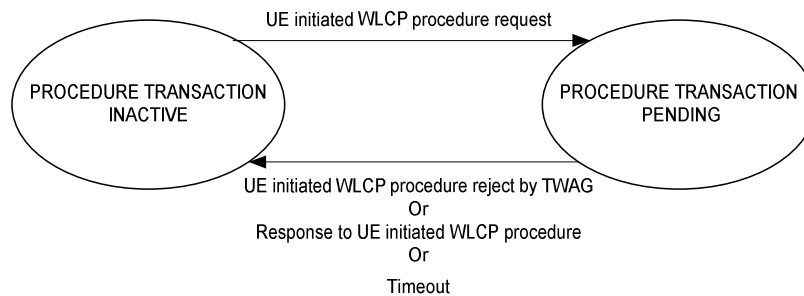 UE initiated WLCP procedure request
PROCEDURE TRANSACTION
INACTIVE
PROCEDURE TRANSACTION
PENDING
UE initiated WLCP procedure reject by TWAG
Or
Response to UE initiated WLCP procedure
Or
Timeout